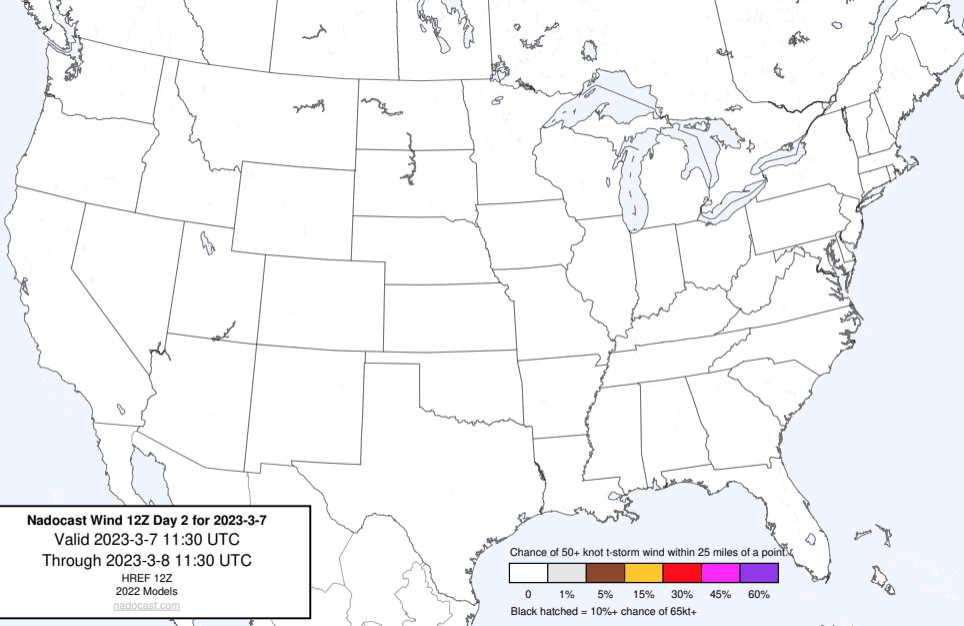 Nadocast Wind 12Z Day 2 for 2023-3-7
Valid 2023-3-7 11:30 UTC
Through 2023-3-8 11:30 UTC
HREF 12Z
2022 Models
nadocast.com
Chance of 50+ knot t-storm wind within 25 miles of a point.
0 1% 5% 15% 30% 45% 60%
Black hatched = 10%+ chance of 65kt+